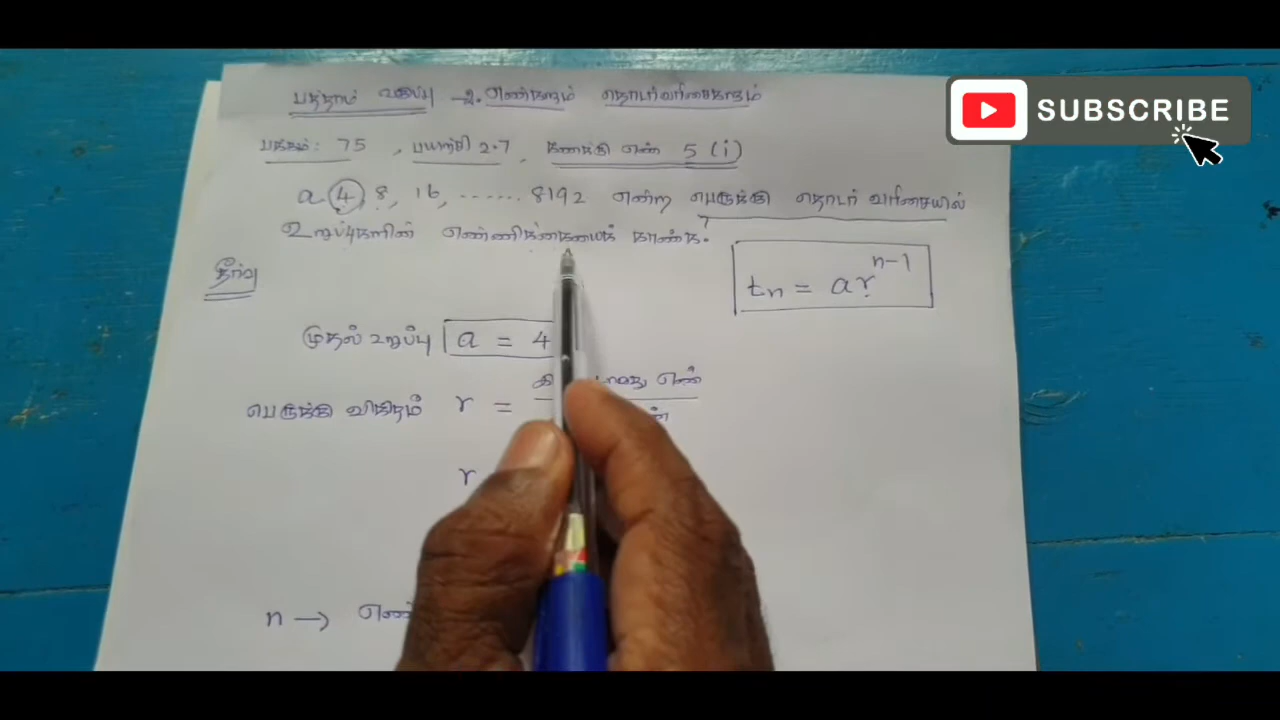 பத்தாம் வகுப்பு → 2. எண்களும் தொடர்வரிசைகளும்
SUBSCRIBE
பக்கம்: 75 , பயிற்சி 2.7 , கணக்கு எண் 5 (i)
a 4, 8, 16, ...... 8192 என்ற பெருக்கு தொடர் வரிசையில்
உறுப்புகளின் எண்ணிக்கையைக் காண்க.
தீர்வு
tn = ar^{n-1}
முதல் உறுப்பு a = 4
எண்
பெருக்கு விகிதம் r =
r
n →